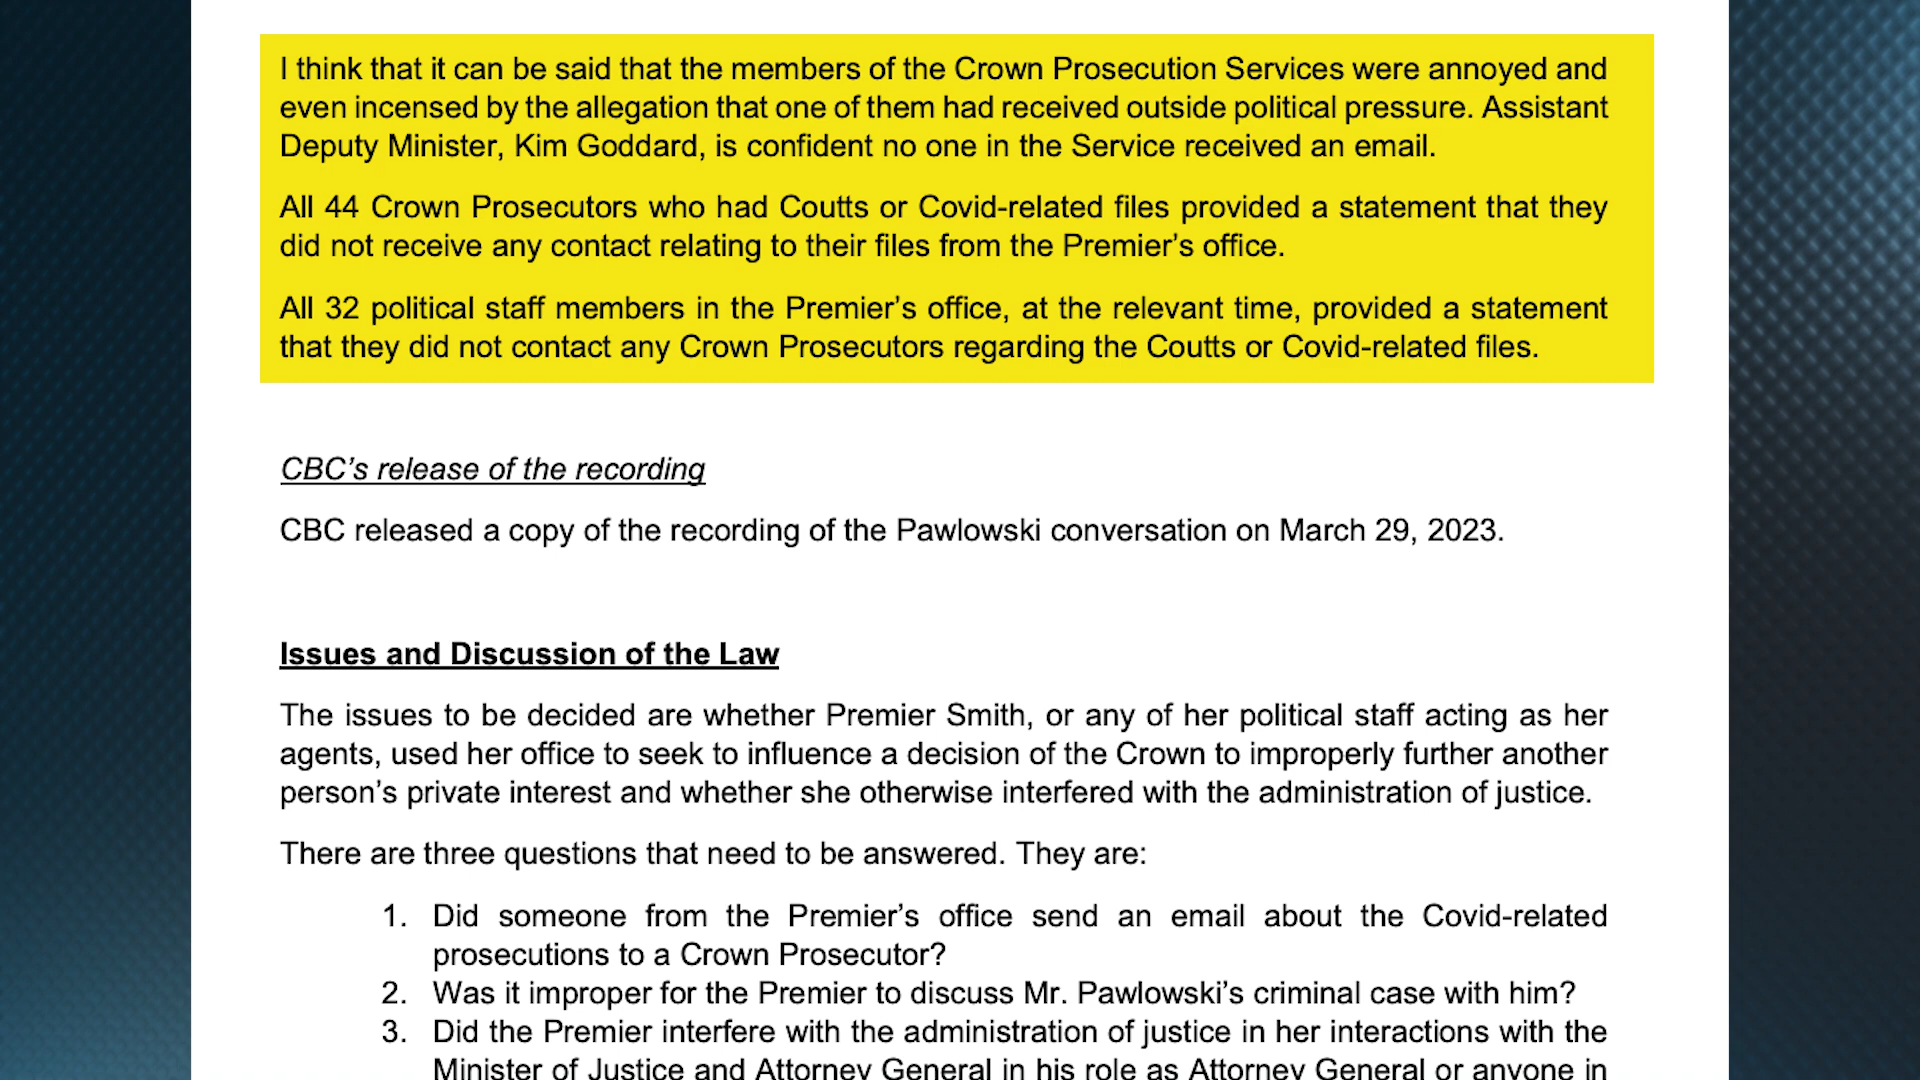 I think that it can be said that the members of the Crown Prosecution Services were annoyed and
even incensed by the allegation that one of them had received outside political pressure. Assistant
Deputy Minister, Kim Goddard, is confident no one in the Service received an email.
All 44 Crown Prosecutors who had Coutts or Covid-related files provided a statement that they
did not receive any contact relating to their files from the Premier’s office.
All 32 political staff members in the Premier’s office, at the relevant time, provided a statement
that they did not contact any Crown Prosecutors regarding the Coutts or Covid-related files.
CBC’s release of the recording
CBC released a copy of the recording of the Pawlowski conversation on March 29, 2023.
Issues and Discussion of the Law
The issues to be decided are whether Premier Smith, or any of her political staff acting as her
agents, used her office to seek to influence a decision of the Crown to improperly further another
person’s private interest and whether she otherwise interfered with the administration of justice.
There are three questions that need to be answered. They are:
1. Did someone from the Premier’s office send an email about the Covid-related
prosecutions to a Crown Prosecutor?
2. Was it improper for the Premier to discuss Mr. Pawlowski’s criminal case with him?
3. Did the Premier interfere with the administration of justice in her interactions with the
Minister of Justice and Attorney General in his role as Attorney General or anyone in